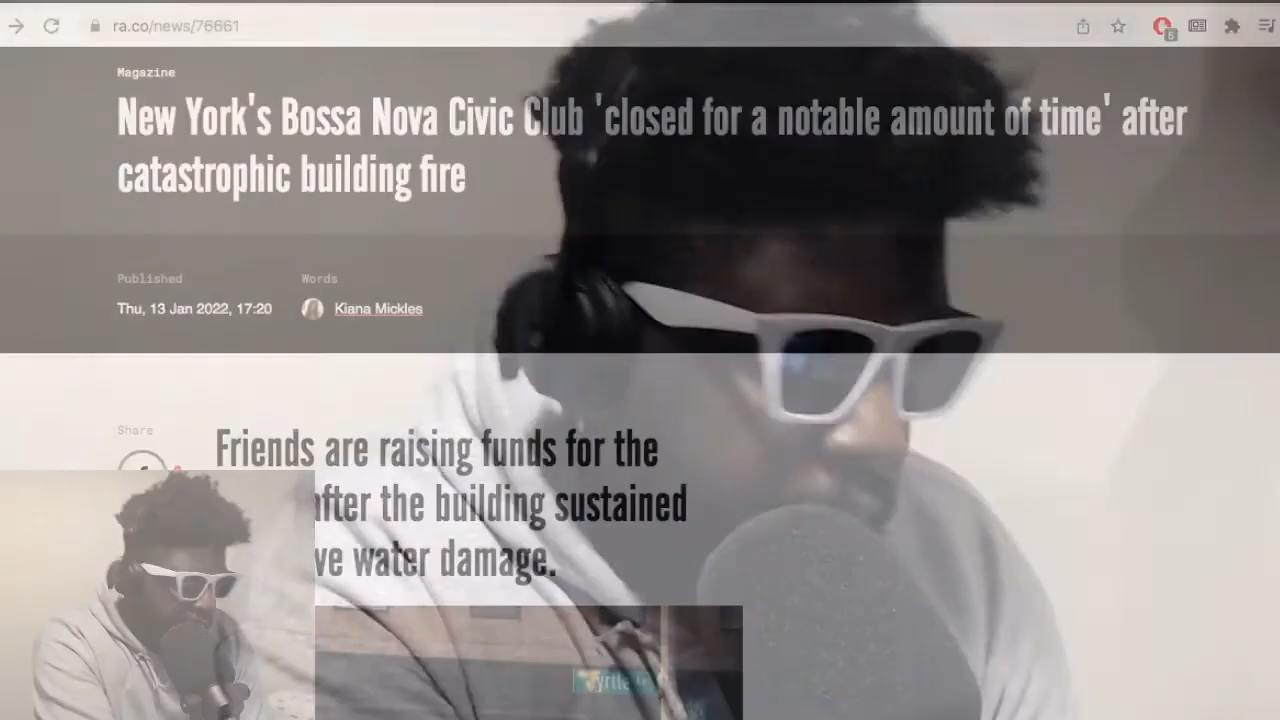 ra.co/news/76661
5
Magazine
New York's Bossa Nova Civic Club 'closed for a notable amount of time' after
catastrophic building fire
Published Words
Thu, 13 Jan 2022, 17:20 Kiana Mickles
Share
Friends are raising funds for the
after the building sustained
ve water damage.